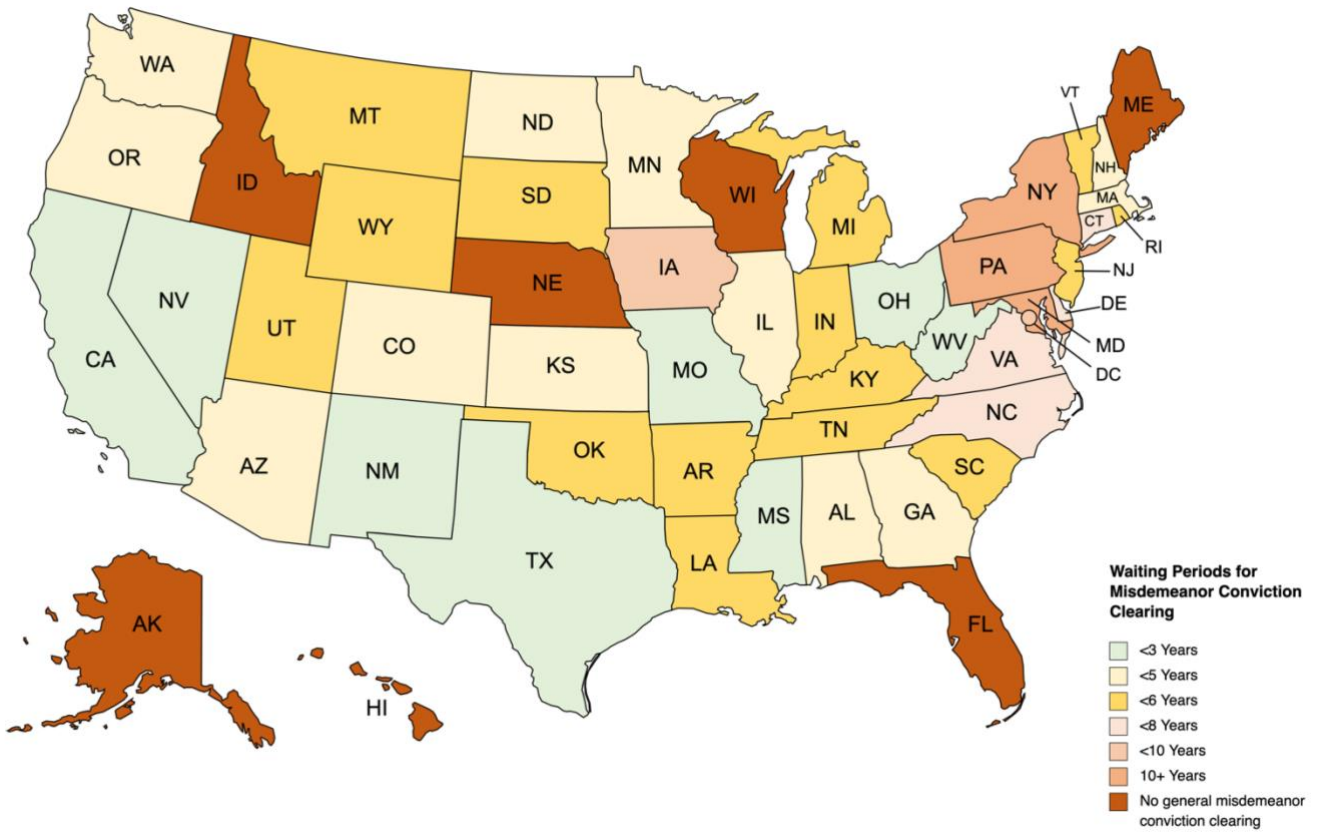 WA
MT
ND
MN
OR
ID
WY
SD
WI
MI
VT
ME
NH
MA
NY
CT
RI
NJ
PA
DE
MD
DC
NE
IA
NV
UT
CO
KS
CA
IL
IN
OH
WV
VA
MO
KY
NC
TN
AZ
NM
OK
AR
SC
MS
AL
GA
TX
LA
FL
AK
HI
Waiting Periods for
Misdemeanor Conviction
Clearing
<3 Years
<5 Years
<6 Years
<8 Years
<10 Years
10+ Years
No general misdemeanor
conviction clearing